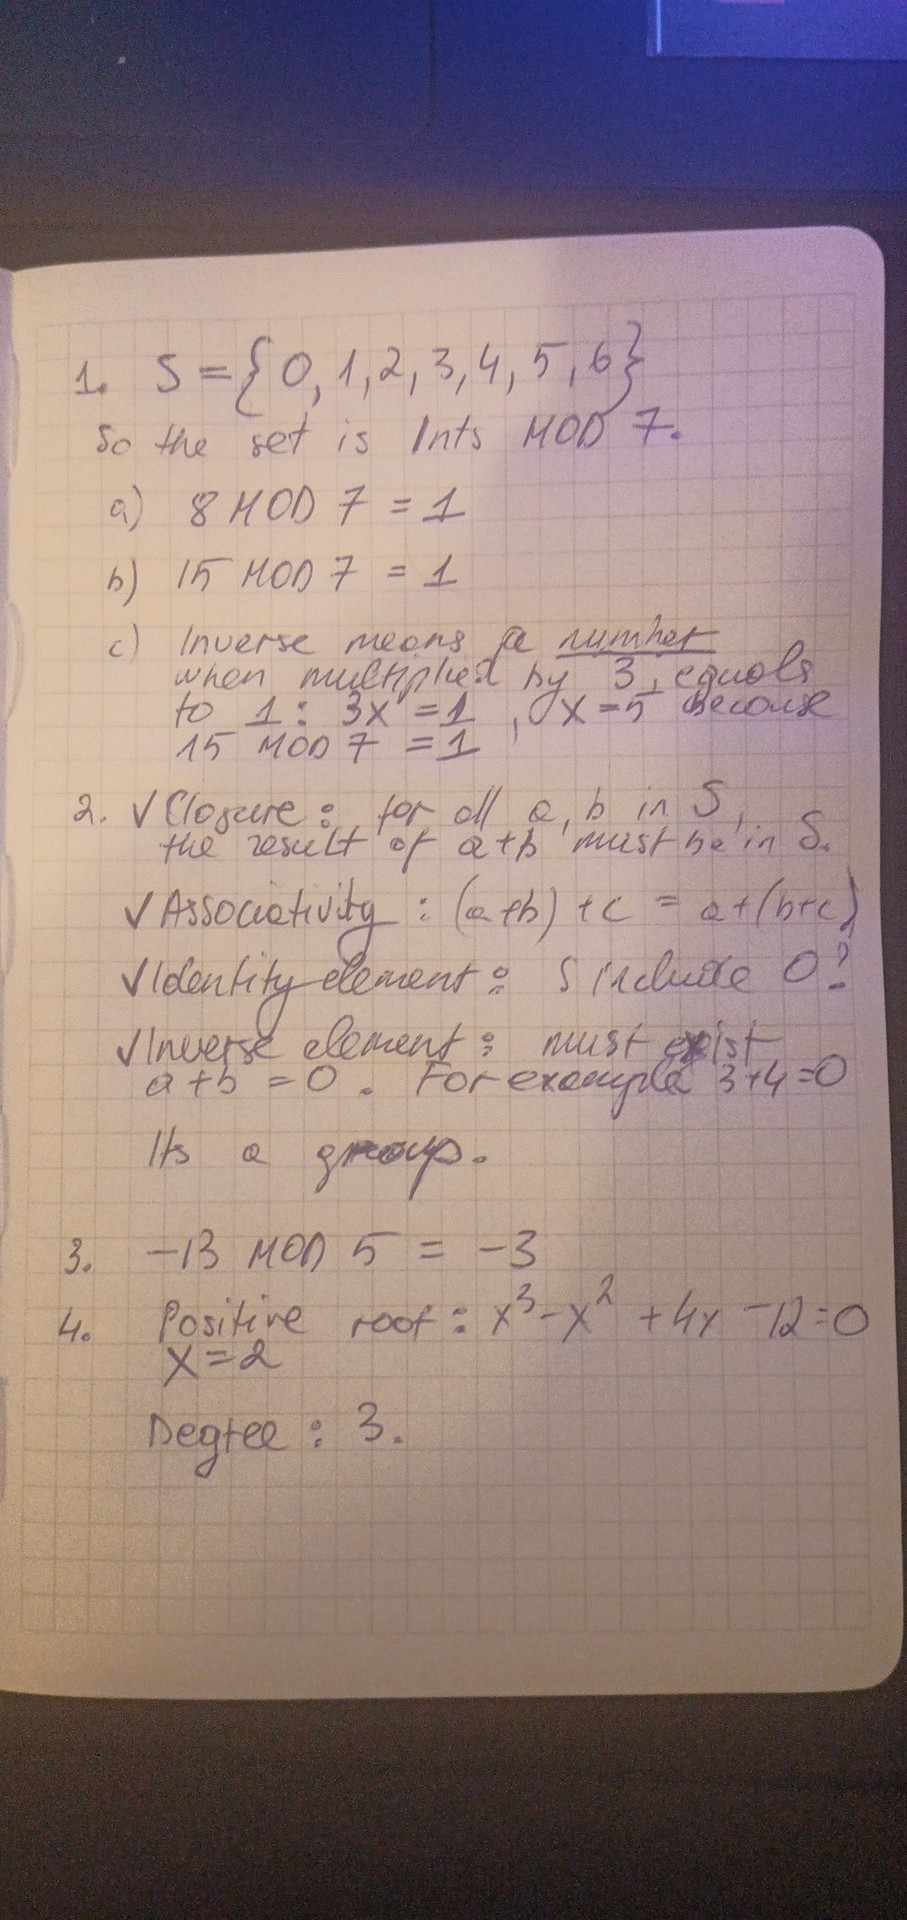 1. S = {0, 1, 2, 3, 4, 5, 6}
So the set is Ints MOD 7.
a) 8 MOD 7 = 1
b) 15 MOD 7 = 1
c) Inverse means a number
when multiplied by 3, equals
to 1: 3x = 1, x = 5 because
15 MOD 7 = 1
2. ✓ Closure: for all a, b in S,
the result of a+b must be in S.
✓ Associativity: (a+b)+c = a+(b+c)
✓ Identity element: S include 0?
✓ Inverse element: must exist
a+b = 0. For example 3+4=0
Its a group.
3. -13 MOD 5 = -3
4. Positive root: x³-x²+4x-12=0
x=2
Degree: 3.